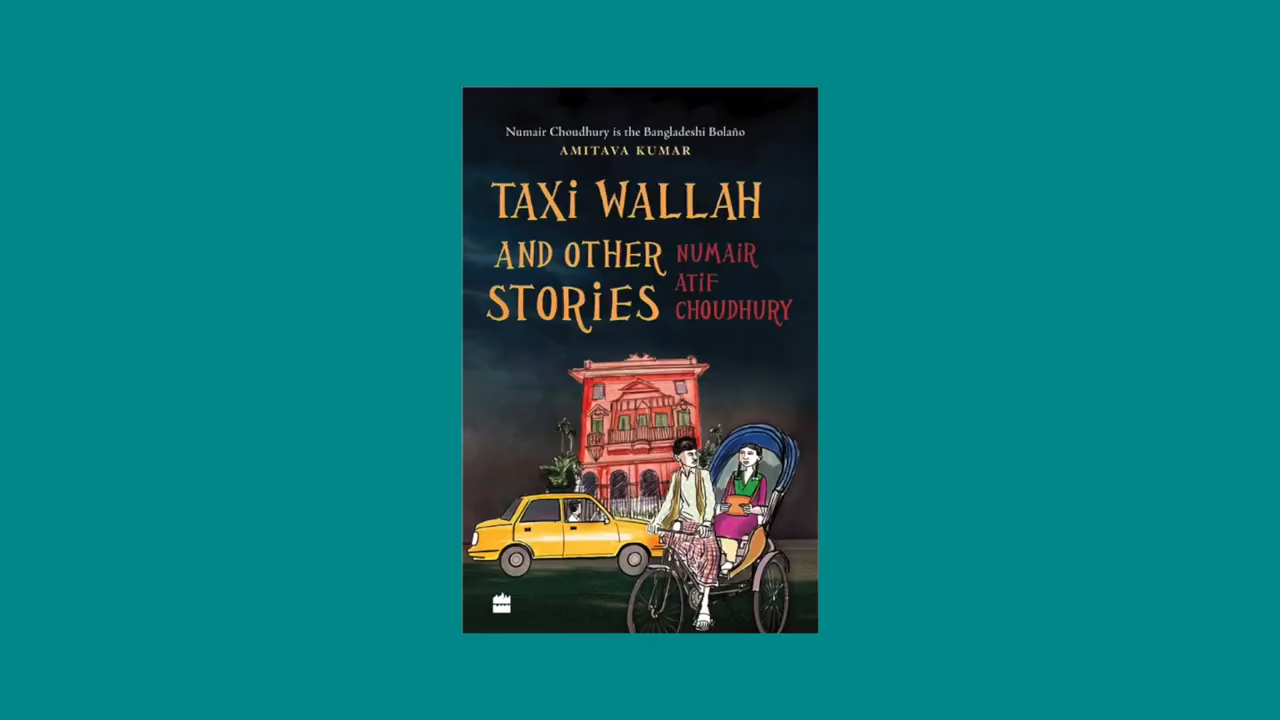 Numair Choudhury is the Bangladeshi Bolaño
AMITAVA KUMAR
TAXi WALLAH
AND OTHER
STORiES
NUMAiR
ATiF
CHOUDHURY